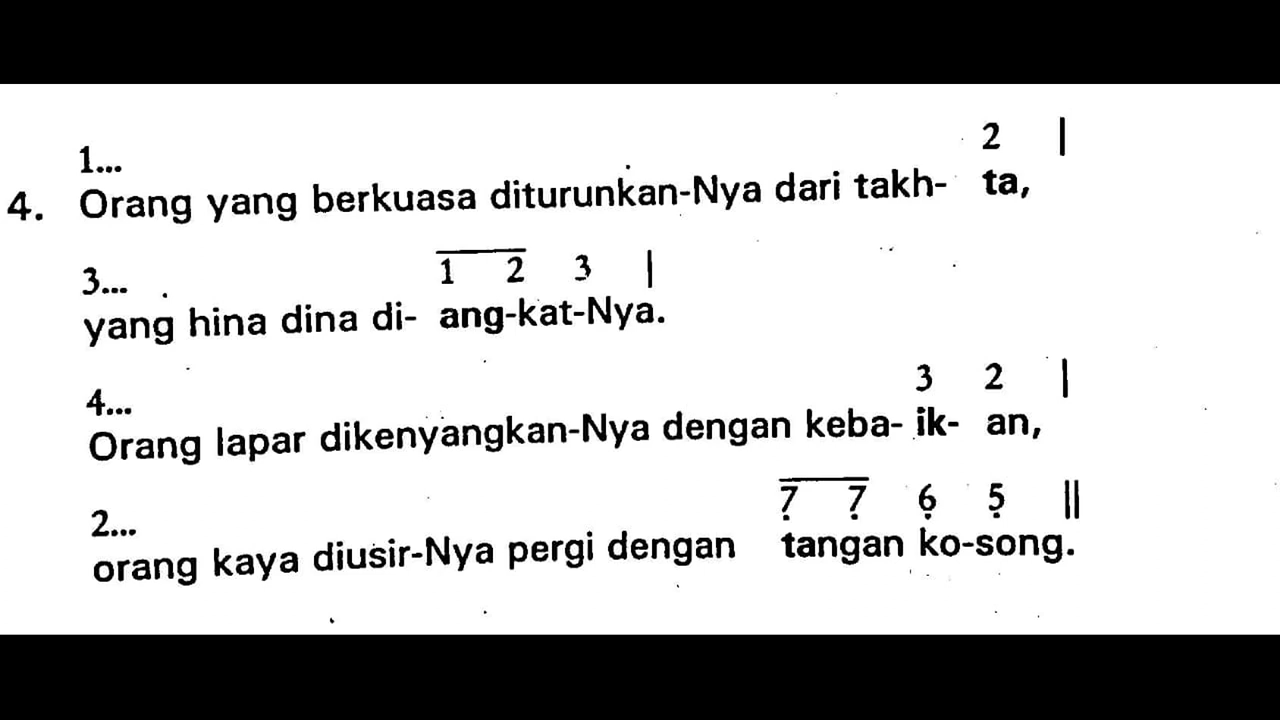 1... 2 |
4. Orang yang berkuasa diturunkan-Nya dari takh- ta,
3... 1 2 3 |
yang hina dina di- ang-kat-Nya.
4... 3 2 |
Orang lapar dikenyangkan-Nya dengan keba- ik- an,
2... 7̣ 7̣ 6̣ 5̣ ||
orang kaya diusir-Nya pergi dengan tangan ko-song.